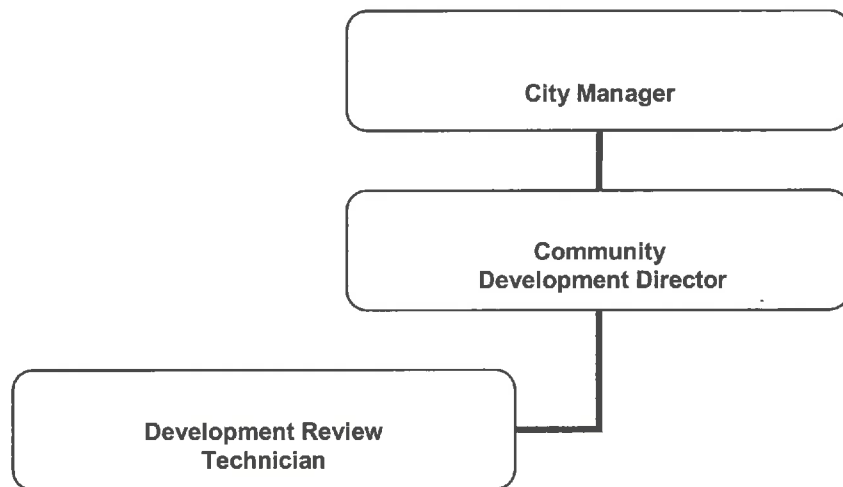 City Manager
Community
Development Director
Development Review
Technician